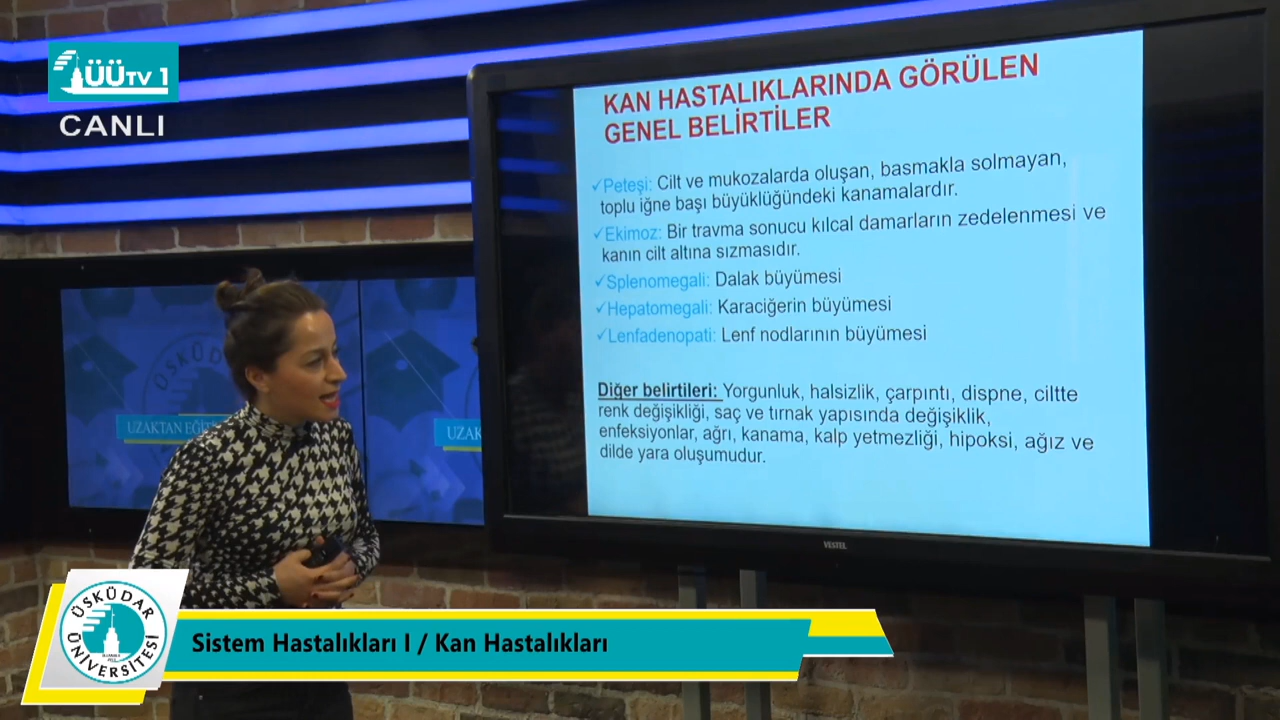 ÜÜTV 1
CANLI
KAN HASTALIKLARINDA GÖRÜLEN
GENEL BELİRTİLER
✓Peteşi: Cilt ve mukozalarda oluşan, basmakla solmayan,
toplu iğne başı büyüklüğündeki kanamalardır.
✓Ekimoz: Bir travma sonucu kılcal damarların zedelenmesi ve
kanın cilt altına sızmasıdır.
✓Splenomegali: Dalak büyümesi
✓Hepatomegali: Karaciğerin büyümesi
✓Lenfadenopati: Lenf nodlarının büyümesi
Diğer belirtileri: Yorgunluk, halsizlik, çarpıntı, dispne, ciltte
renk değişikliği, saç ve tırnak yapısında değişiklik,
enfeksiyonlar, ağrı, kanama, kalp yetmezliği, hipoksi, ağız ve
dilde yara oluşumudur.
VESTEL
ÜSKÜDAR
UZAKTAN EĞİT
UZAK
ÜSKÜDAR
ÜNİVERSİTESİ
Sistem Hastalıkları I / Kan Hastalıkları